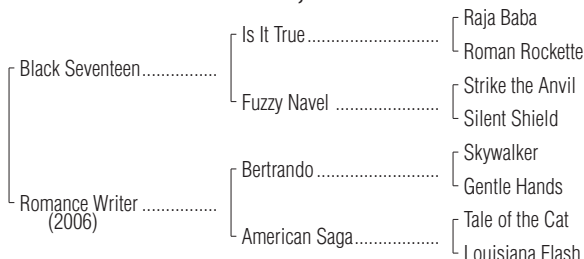 Raja Baba
Is It True
Roman Rockette
Black Seventeen
Strike the Anvil
Fuzzy Navel
Silent Shield
Skywalker
Bertrando
Gentle Hands
Romance Writer
(2006)
Tale of the Cat
American Saga
Louisiana Flash